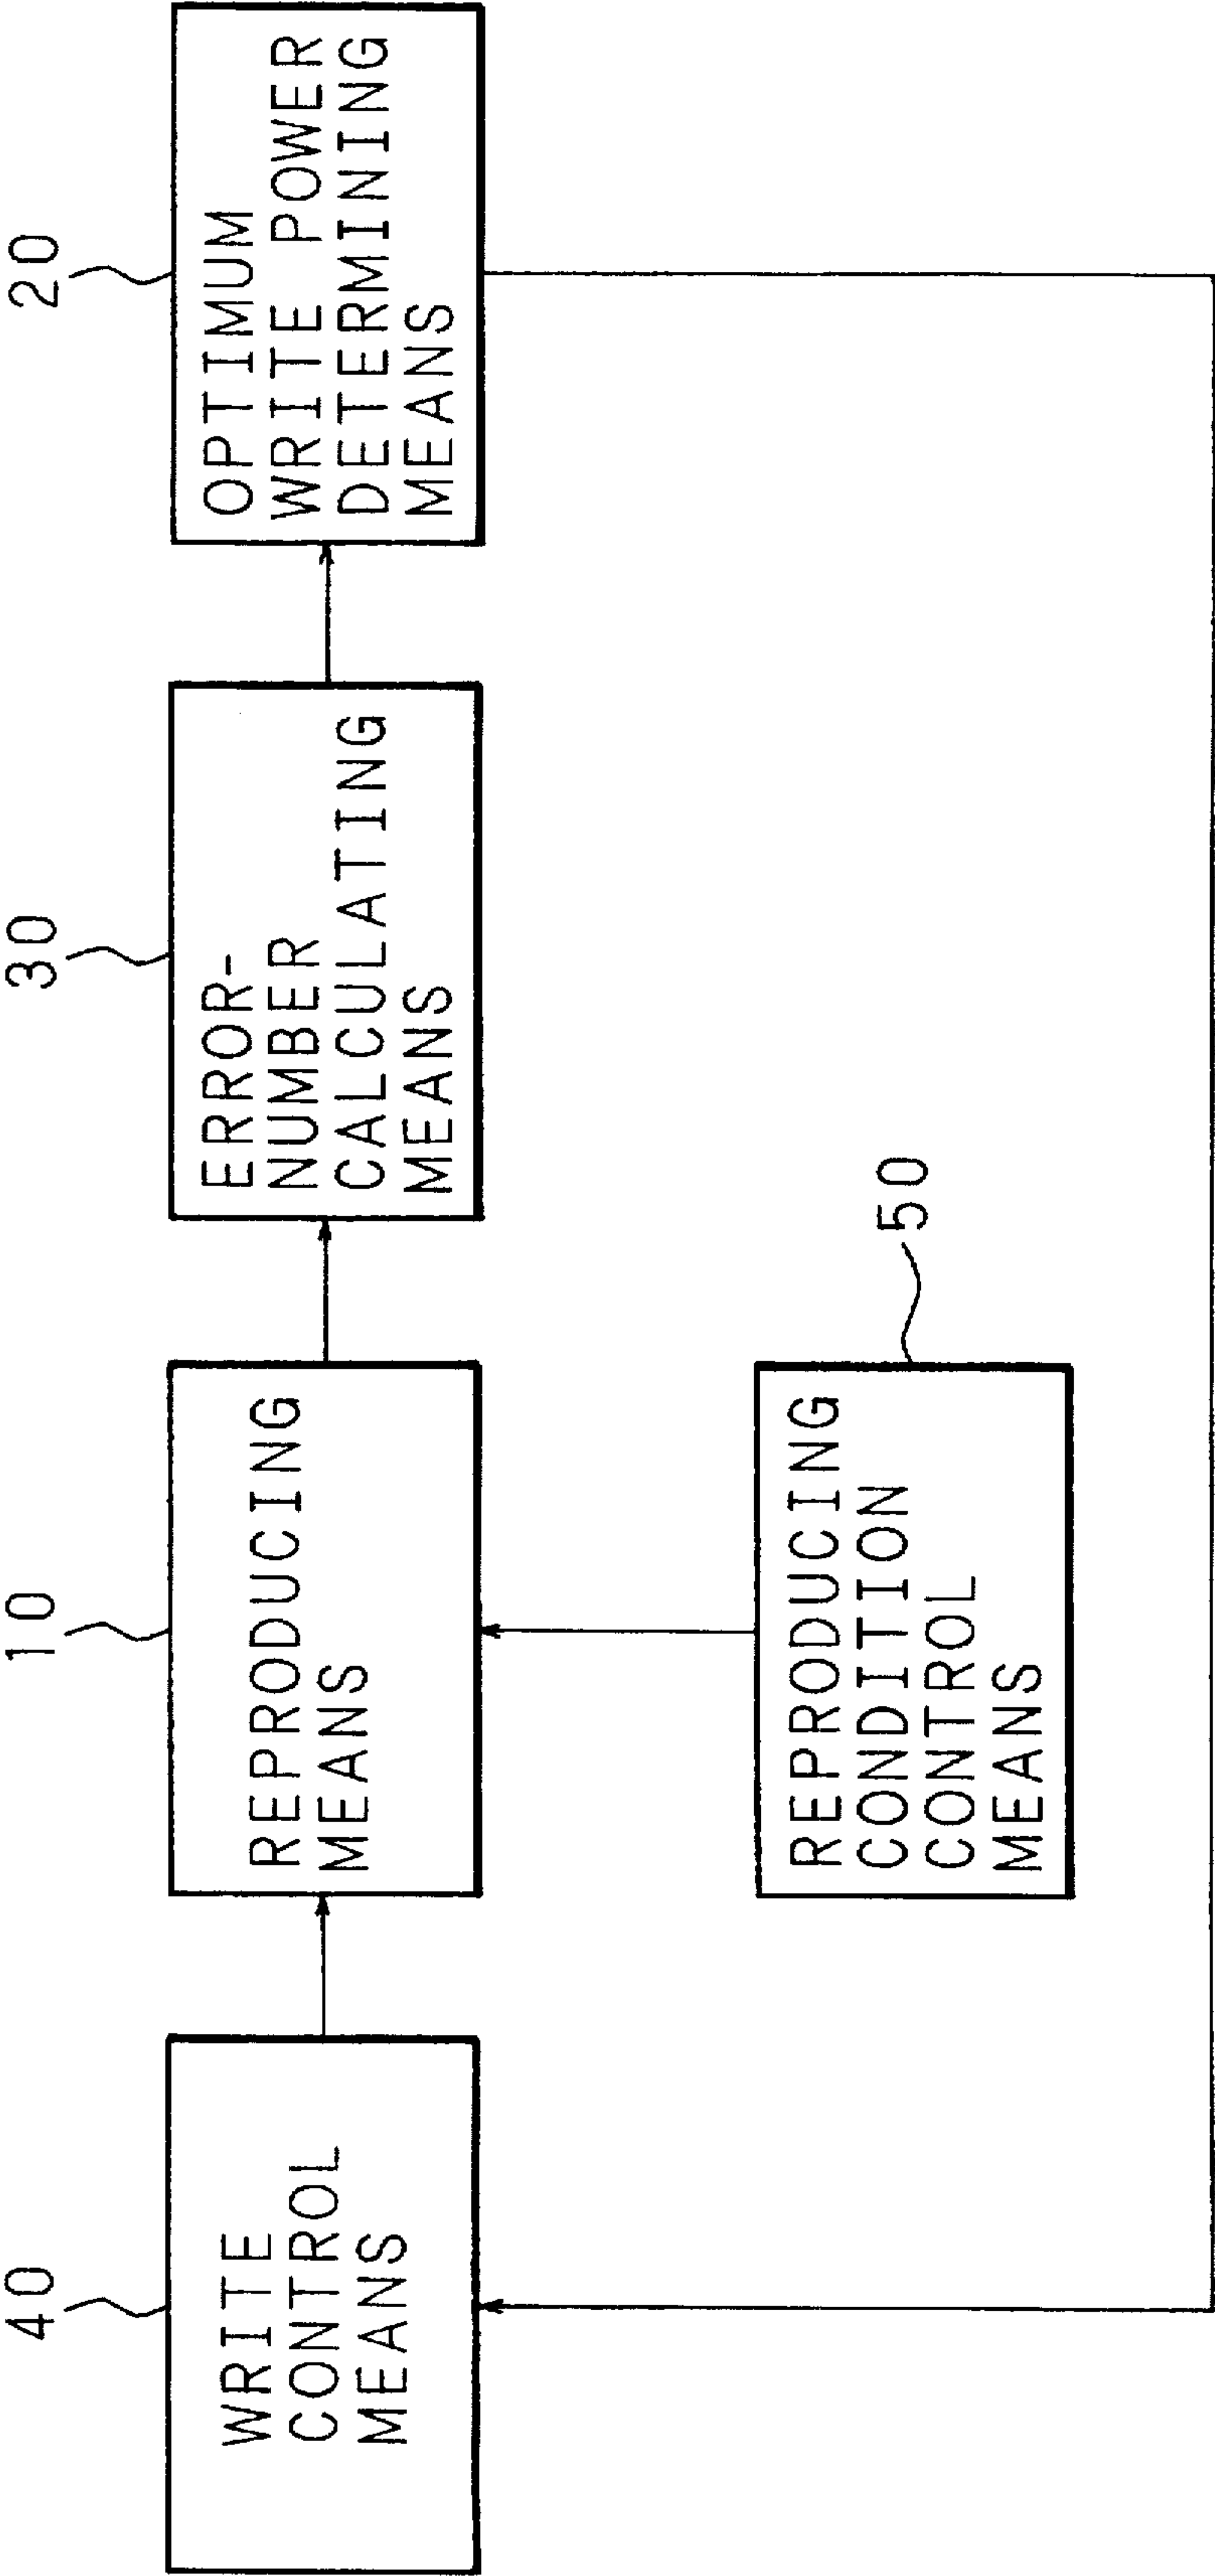 40
WRITE
CONTROL
MEANS
10
REPRODUCING
MEANS
30
ERROR-
NUMBER
CALCULATING
MEANS
20
OPTIMUM
WRITE POWER
DETERMINING
MEANS
50
REPRODUCING
CONDITION
CONTROL
MEANS